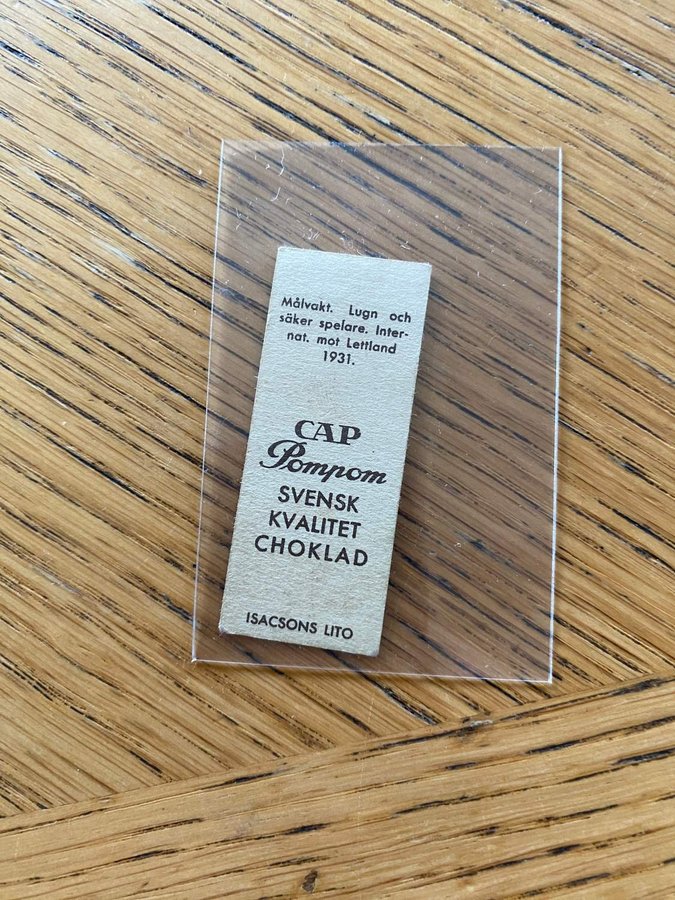 Målvakt. Lugn och
säker spelare. Inter-
nat. mot Lettland
1931.
CAP
Pompom
SVENSK
KVALITET
CHOKLAD
ISACSONS LITO